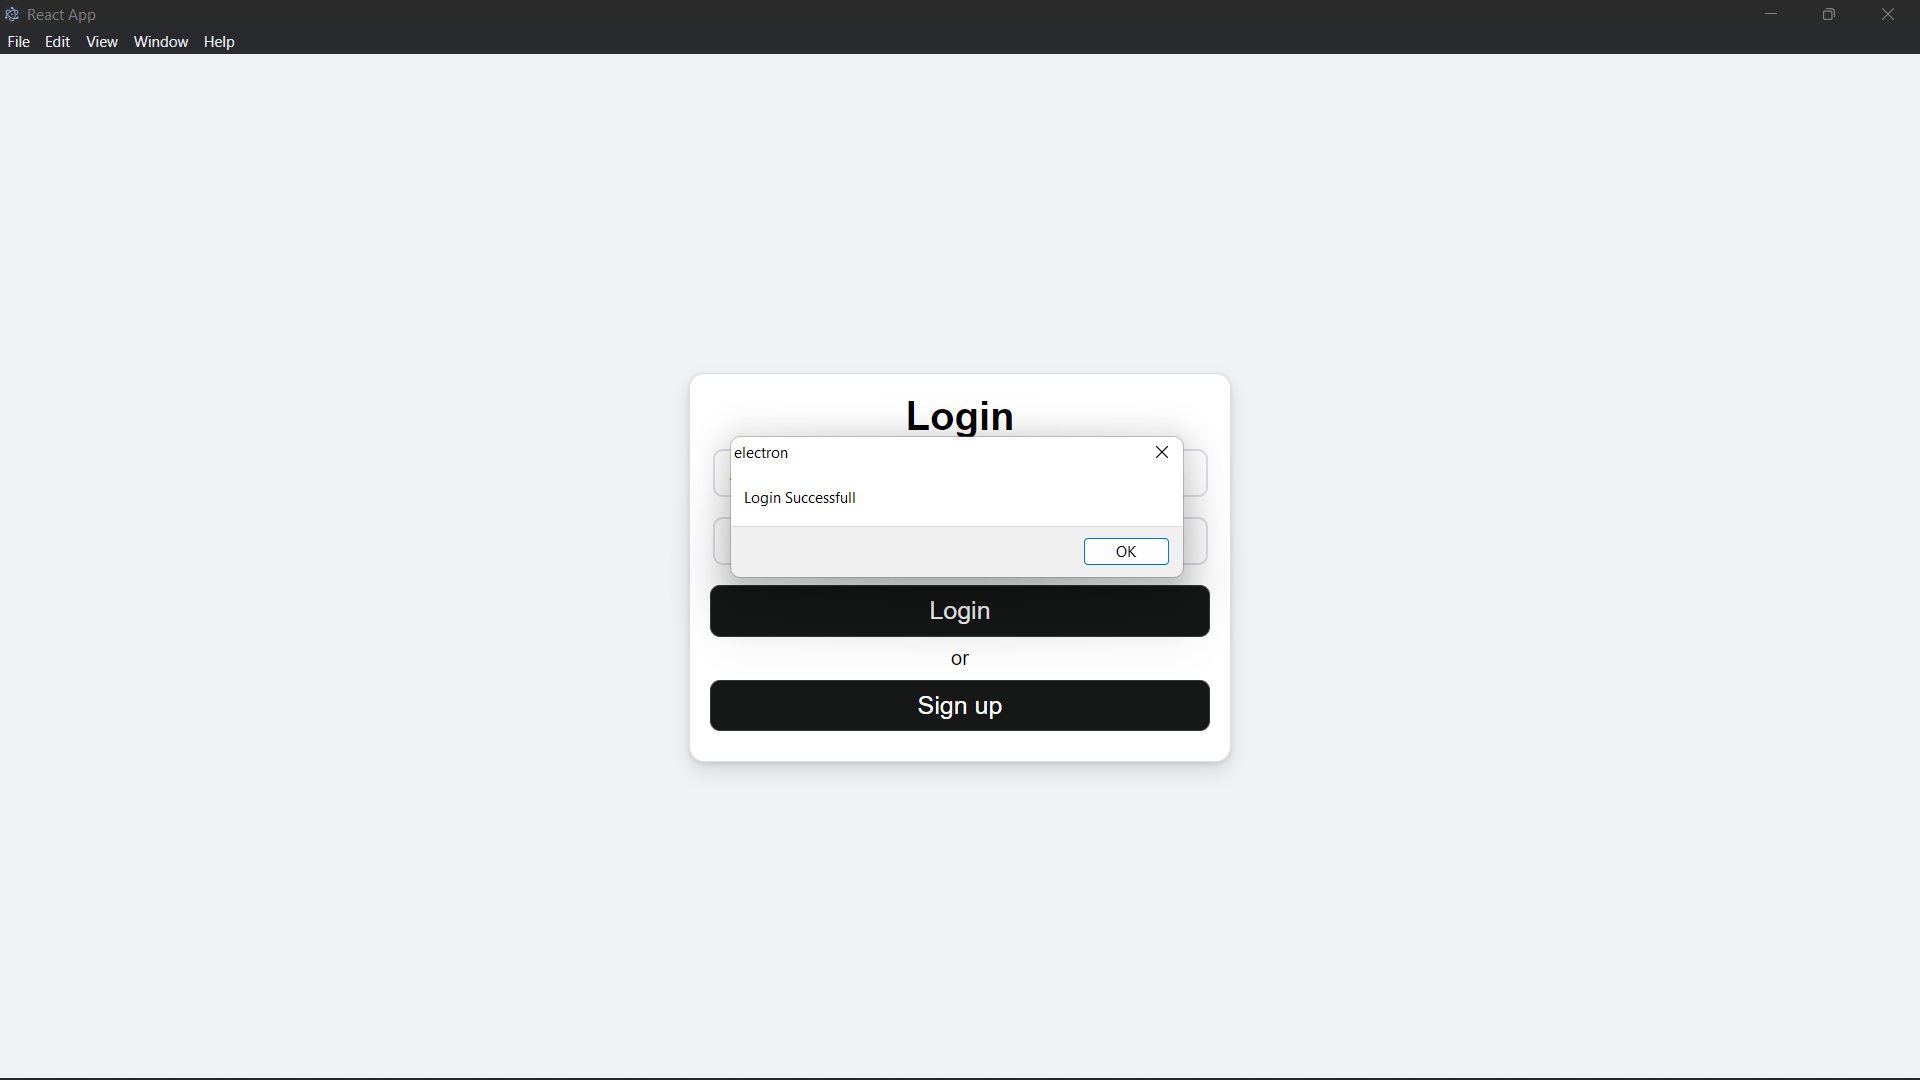 React App
File Edit View Window Help
Login
electron
Login Successfull
OK
Login
or
Sign up